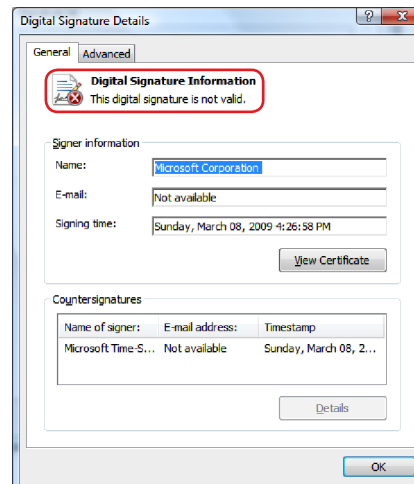 Digital Signature Details
General Advanced
Digital Signature Information
This digital signature is not valid.
Signer information
Name: Microsoft Corporation
E-mail: Not available
Signing time: Sunday, March 08, 2009 4:26:58 PM
View Certificate
Countersignatures
Name of signer: E-mail address: Timestamp
Microsoft Time-S... Not available Sunday, March 08, 2...
Details
OK